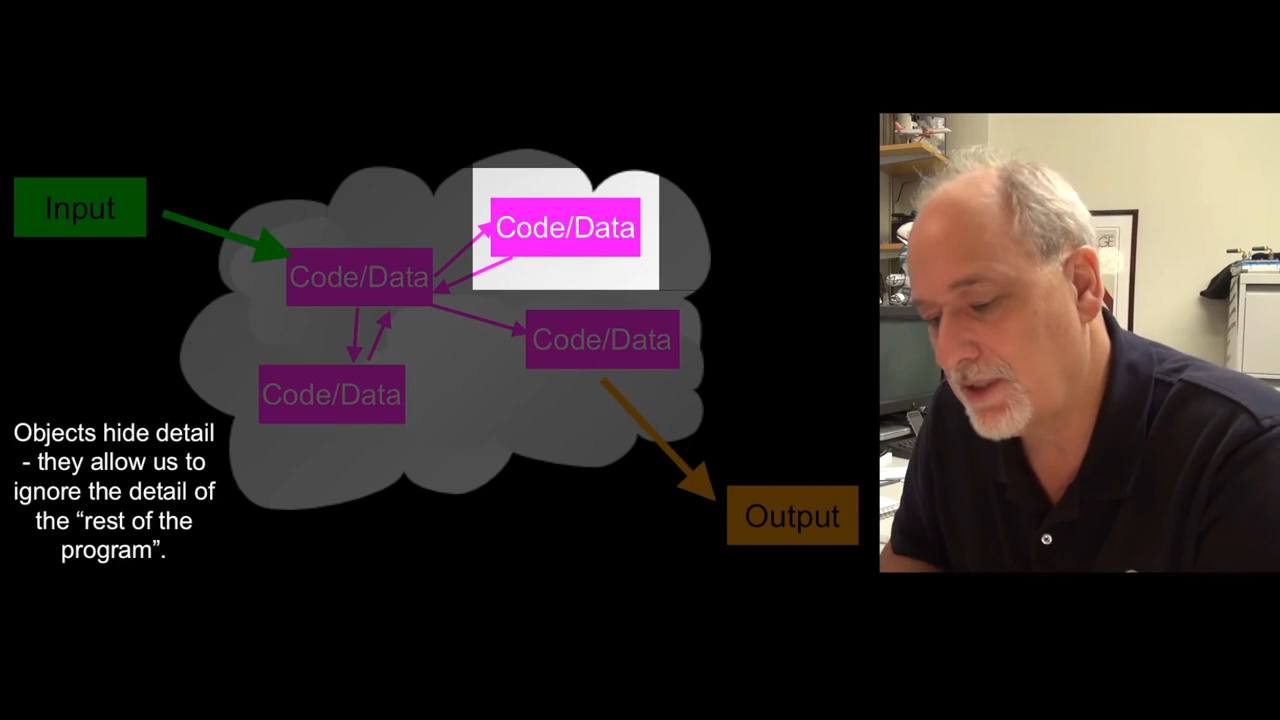 Input
Code/Data
Code/Data
Code/Data
Code/Data
Objects hide detail
- they allow us to
ignore the detail of
the “rest of the
program”.
Output